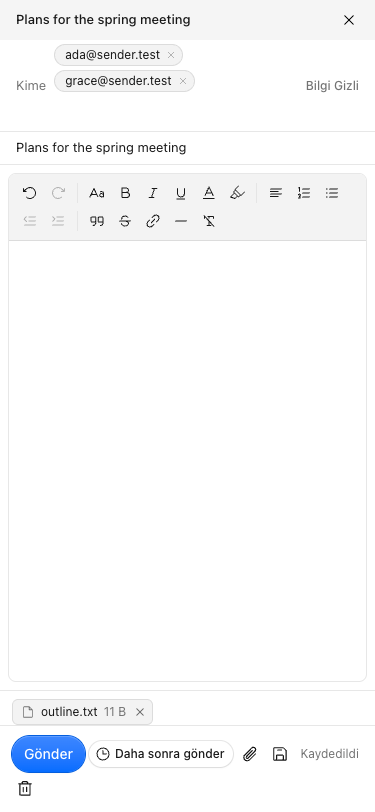 Plans for the spring meeting
ada@sender.test
Kime grace@sender.test Bilgi Gizli
Plans for the spring meeting
outline.txt 11 B
Gönder Daha sonra gönder Kaydedildi